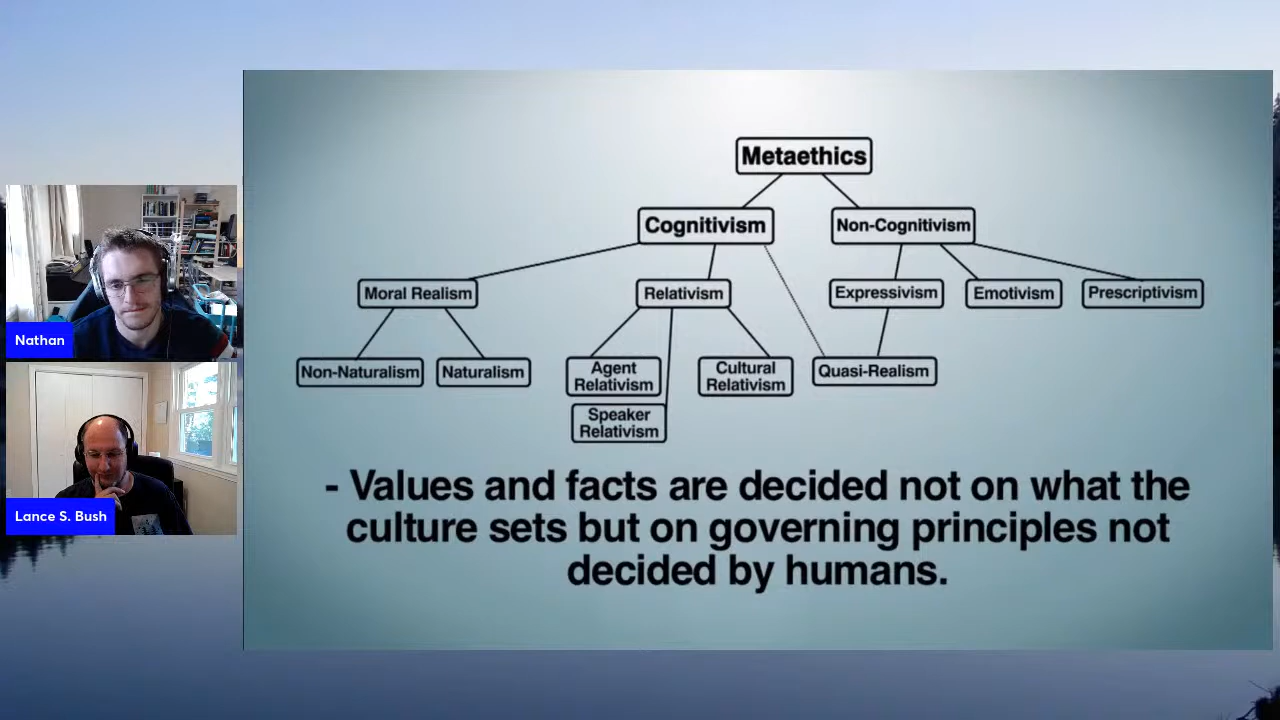 Metaethics
Cognitivism
Non-Cognitivism
Moral Realism
Relativism
Expressivism
Emotivism
Prescriptivism
Non-Naturalism
Naturalism
Agent
Relativism
Cultural
Relativism
Quasi-Realism
Speaker
Relativism
- Values and facts are decided not on what the
culture sets but on governing principles not
decided by humans.
Nathan
Lance S. Bush